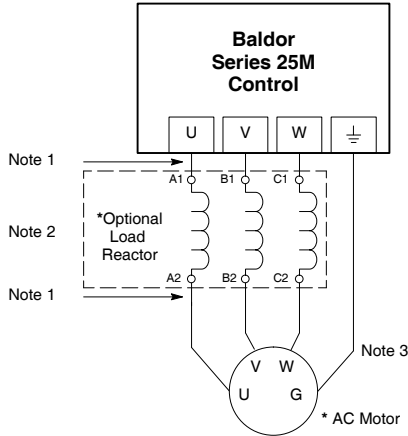 Baldor
Series 25M
Control
U V W
Note 1
A1 B1 C1
*Optional
Load
Reactor
Note 2
A2 B2 C2
Note 1
V W
U G
Note 3
* AC Motor